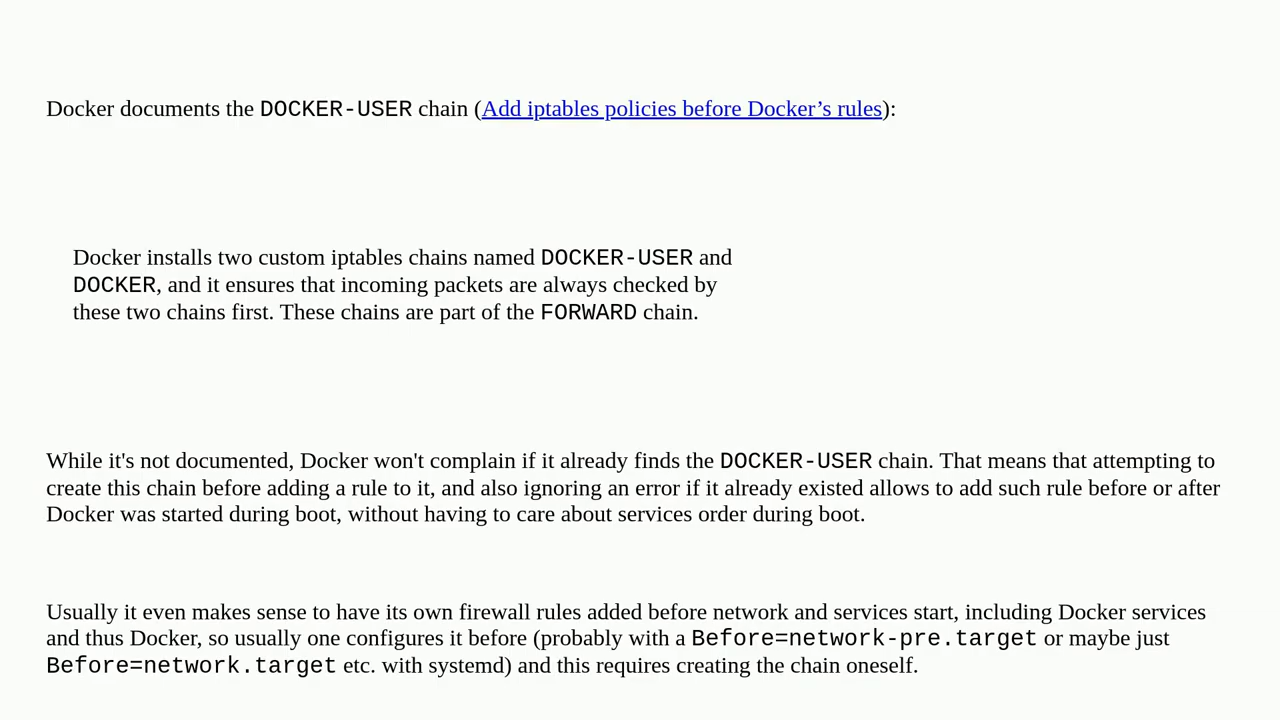 Docker documents the DOCKER-USER chain (Add iptables policies before Docker’s rules):
Docker installs two custom iptables chains named DOCKER-USER and
DOCKER, and it ensures that incoming packets are always checked by
these two chains first. These chains are part of the FORWARD chain.
While it's not documented, Docker won't complain if it already finds the DOCKER-USER chain. That means that attempting to
create this chain before adding a rule to it, and also ignoring an error if it already existed allows to add such rule before or after
Docker was started during boot, without having to care about services order during boot.
Usually it even makes sense to have its own firewall rules added before network and services start, including Docker services
and thus Docker, so usually one configures it before (probably with a Before=network-pre.target or maybe just
Before=network.target etc. with systemd) and this requires creating the chain oneself.